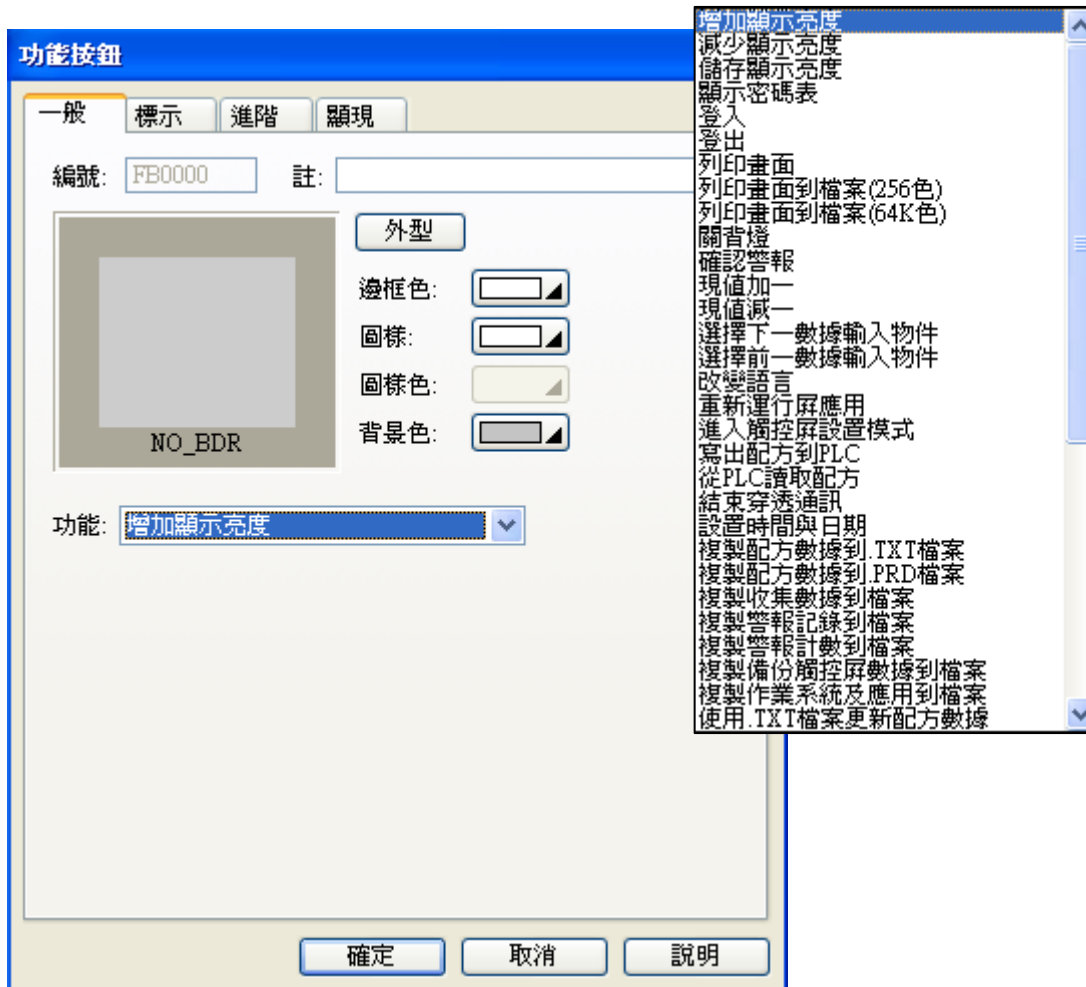 功能按鈕
一般 標示 進階 顯現
編號: FB0000 註:
外型
邊框色:
圖樣:
圖樣色:
背景色:
NO_BDR
功能: 增加顯示亮度
確定 取消 説明
增加顯示亮度
減少顯示亮度
儲存顯示亮度
顯示密碼表
登入
登出
列印畫面
列印畫面到檔案(256色)
列印畫面到檔案(64K色)
關背燈
確認警報
現值加一
現值減一
選擇下一數據輸入物件
選擇前一數據輸入物件
改變語言
重新運行屏應用
進入觸控屏設置模式
寫出配方到PLC
從PLC讀取配方
結束穿透通訊
設置時間與日期
複製配方數據到.TXT檔案
複製配方數據到.PRD檔案
複製收集數據到檔案
複製警報記錄到檔案
複製警報計數到檔案
複製備份觸控屏數據到檔案
複製作業系統及應用到檔案
使用.TXT檔案更新配方數據